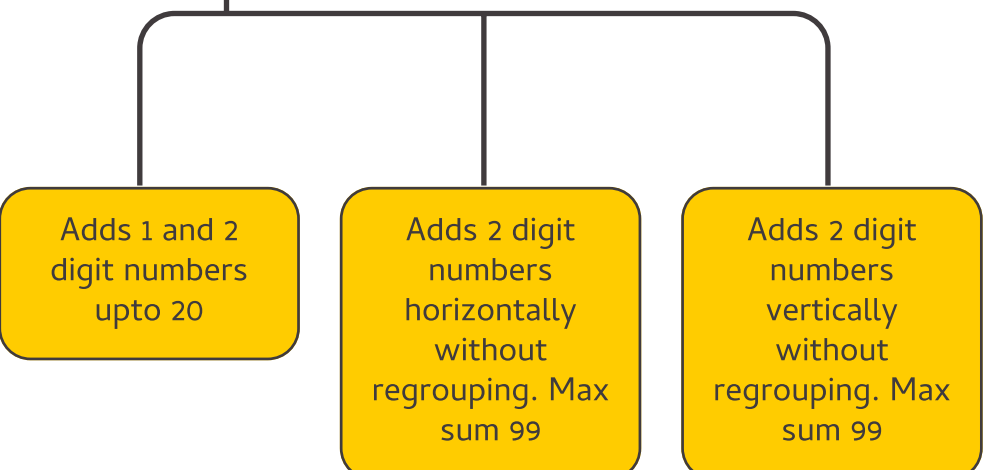 Adds 1 and 2
digit numbers
upto 20
Adds 2 digit
numbers
horizontally
without
regrouping. Max
sum 99
Adds 2 digit
numbers
vertically
without
regrouping. Max
sum 99